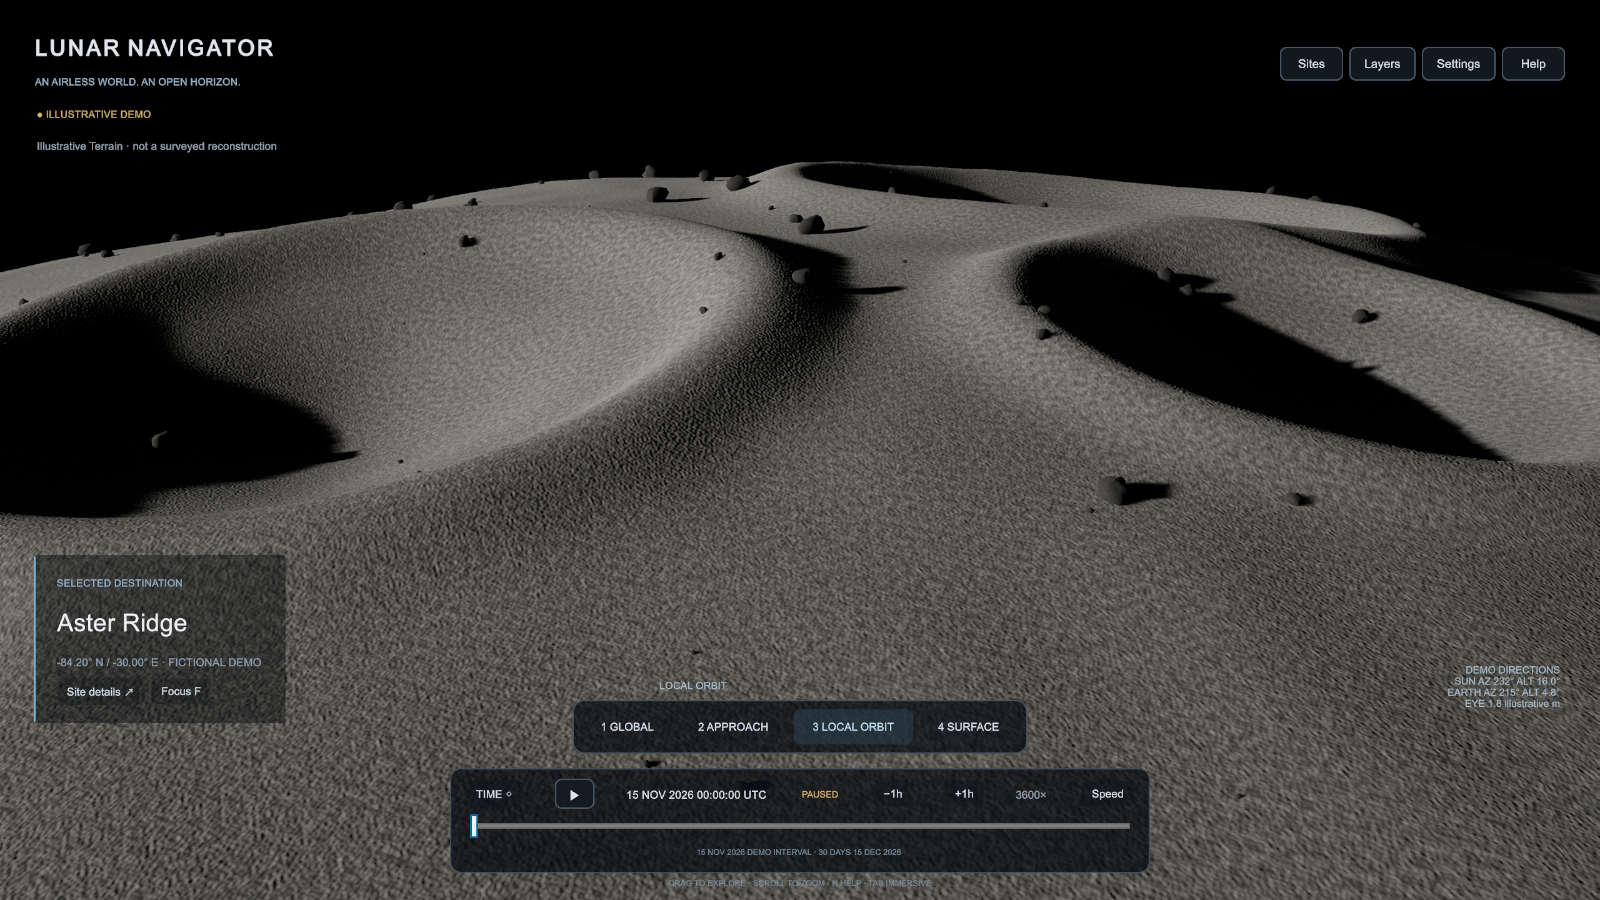 LUNAR NAVIGATOR
AN AIRLESS WORLD. AN OPEN HORIZON.
● ILLUSTRATIVE DEMO
Illustrative Terrain · not a surveyed reconstruction
Sites
Layers
Settings
Help
SELECTED DESTINATION
Aster Ridge
-84.20° N / -30.00° E · FICTIONAL DEMO
Site details ↗
Focus F
DEMO DIRECTIONS
SUN AZ 232° ALT 16.0°
EARTH AZ 215° ALT 4.8°
EYE 1.8 illustrative m
LOCAL ORBIT
1 GLOBAL
2 APPROACH
3 LOCAL ORBIT
4 SURFACE
TIME ◇
▶
15 NOV 2026 00:00:00 UTC
PAUSED
−1h
+1h
3600×
Speed
15 NOV 2026 DEMO INTERVAL · 30 DAYS 15 DEC 2026
DRAG TO EXPLORE · SCROLL TO ZOOM · H HELP · TAB IMMERSIVE